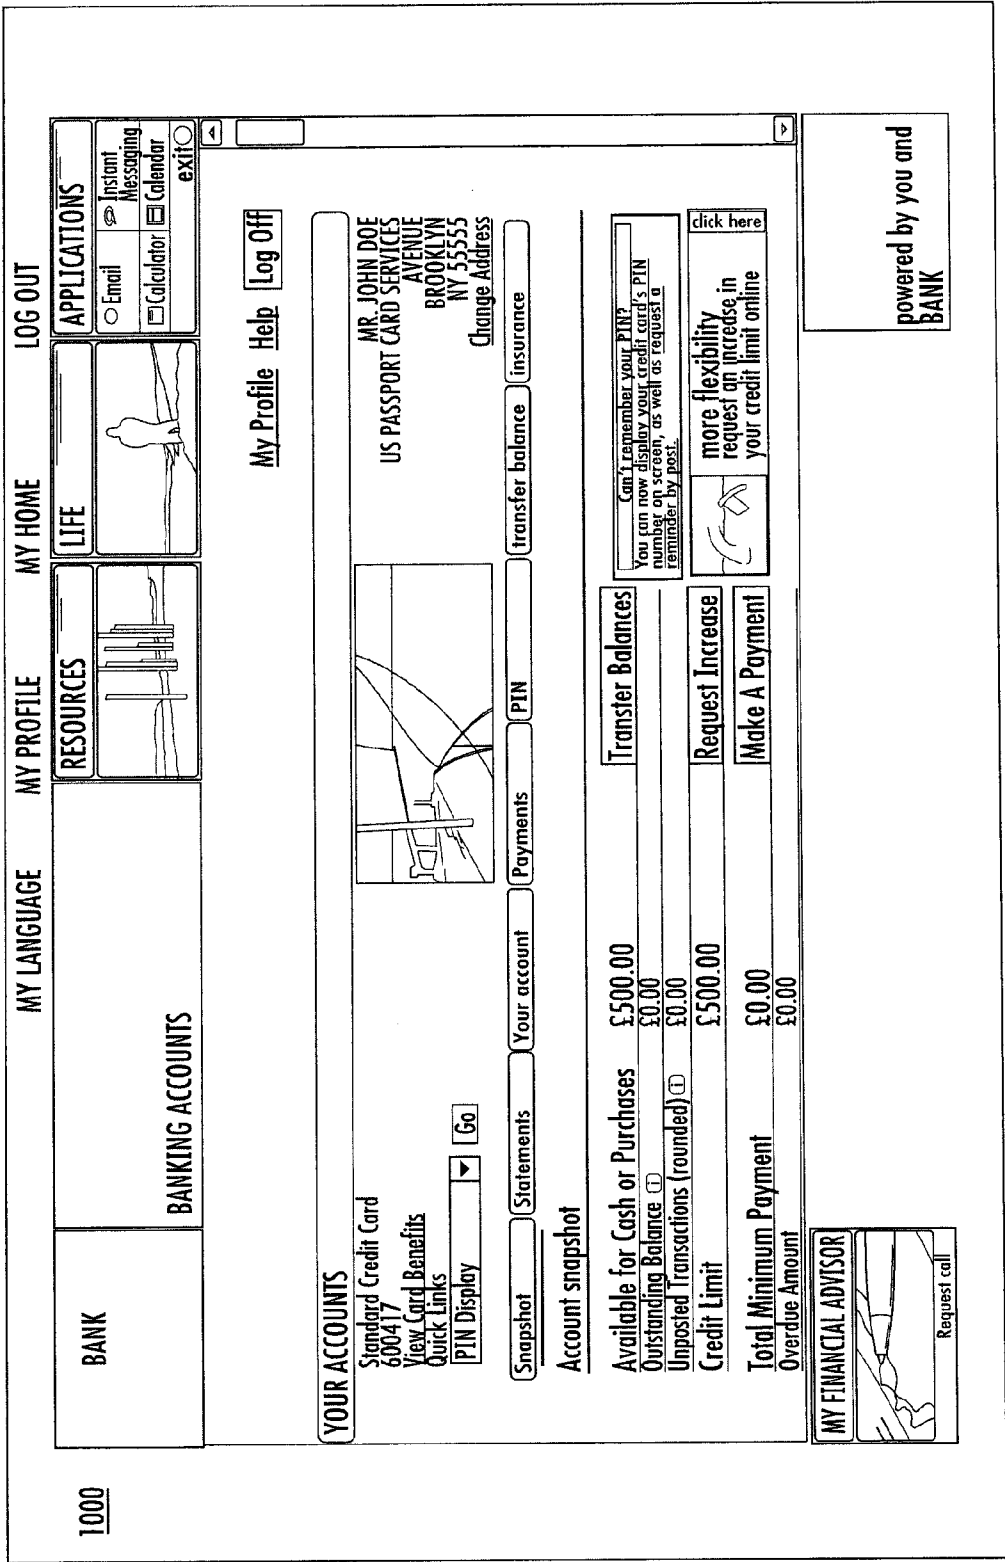 1000
MY LANGUAGE MY PROFILE MY HOME LOG OUT
BANK
BANKING ACCOUNTS
RESOURCES
LIFE
APPLICATIONS
Email
Instant
Messaging
Calculator
Calendar
exit
My Profile Help Log Off
YOUR ACCOUNTS
Standard Credit Card
600417
View Card Benefits
Quick Links
PIN Display Go
MR. JOHN DOE
US PASSPORT CARD SERVICES
AVENUE
BROOKLYN
NY 55555
Change Address
Snapshot Statements Your account Payments PIN transfer balance insurance
Account snapshot
Available for Cash or Purchases £500.00 Transter Balances
Outstanding Balance i £0.00
Unposted Transactions (rounded) i £0.00
Credit Limit £500.00 Request Increase
Total Minimum Payment £0.00 Make A Payment
Overdue Amount £0.00
Can't remember your PIN?
You can now display your credit card's PIN
number on screen, as well as request a
reminder by post.
more flexibility
request an increase in
your credit limit online
click here
MY FINANCIAL ADVISOR
Request call
powered by you and
BANK